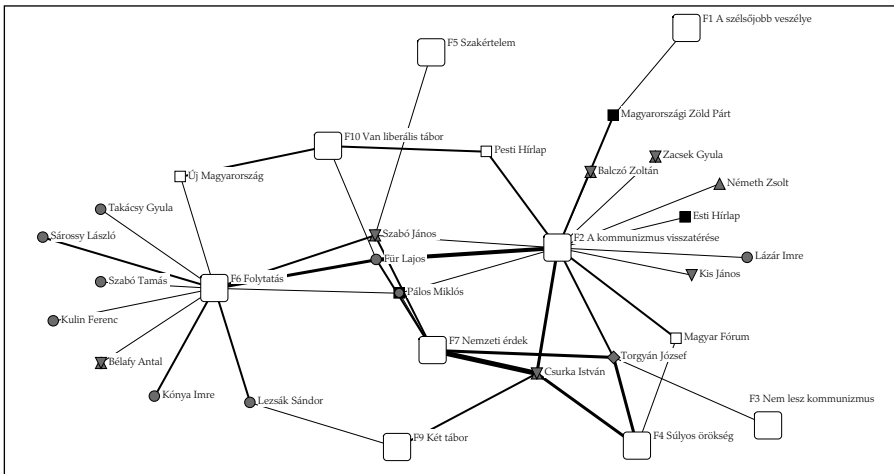 F1 A szélsőjobb veszélye
F5 Szakértelem
Magyarországi Zöld Párt
F10 Van liberális tábor
Pesti Hírlap
Zacsek Gyula
Balczó Zoltán
Új Magyarország
Németh Zsolt
Takácsy Gyula
Esti Hírlap
Sárossy László
Szabó János
F2 A kommunizmus visszatérése
Für Lajos
Lázár Imre
Szabó Tamás
F6 Folytatás
Kis János
Pálos Miklós
Kulin Ferenc
Magyar Fórum
F7 Nemzeti érdek
Bélafy Antal
Torgyán József
Csurka István
Kónya Imre
Lezsák Sándor
F3 Nem lesz kommunizmus
F9 Két tábor
F4 Súlyos örökség